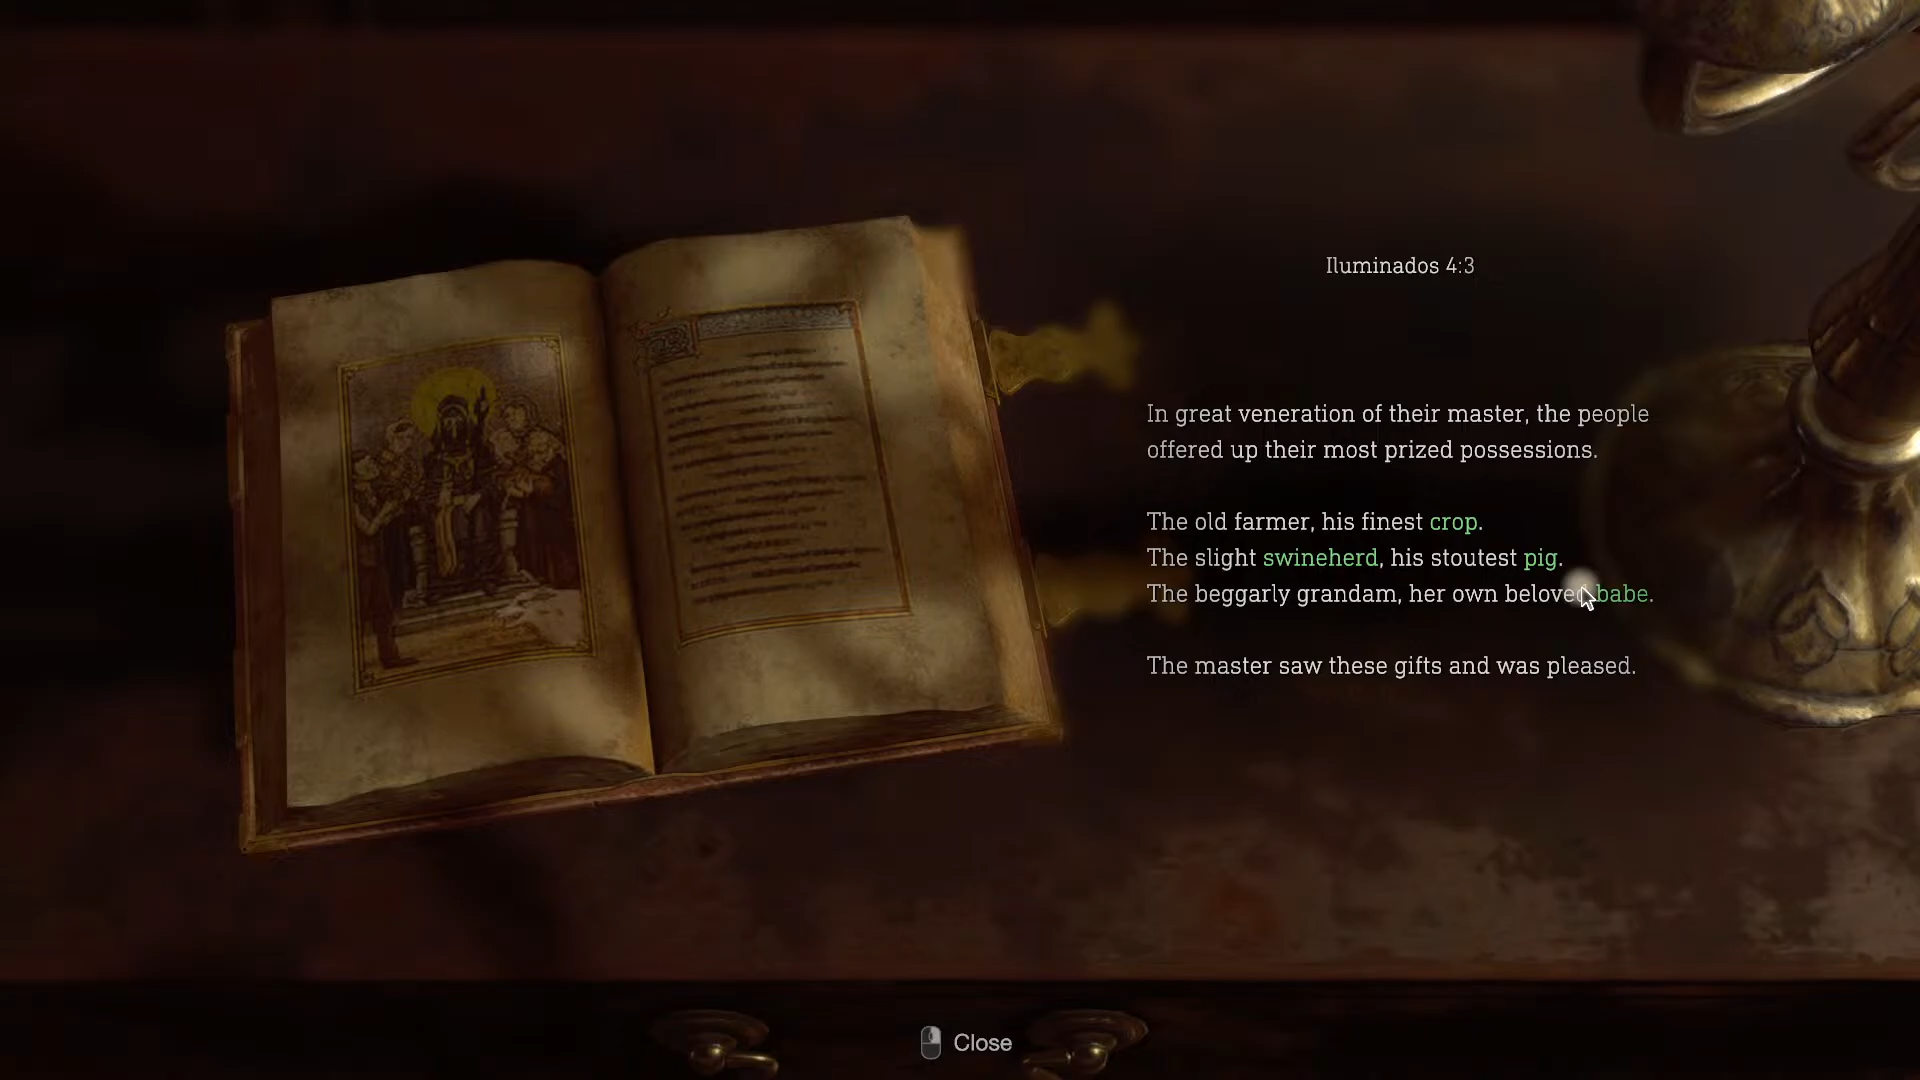 Iluminados 4:3
In great veneration of their master, the people
offered up their most prized possessions.
The old farmer, his finest crop.
The slight swineherd, his stoutest pig.
The beggarly grandam, her own beloved babe.
The master saw these gifts and was pleased.
Close